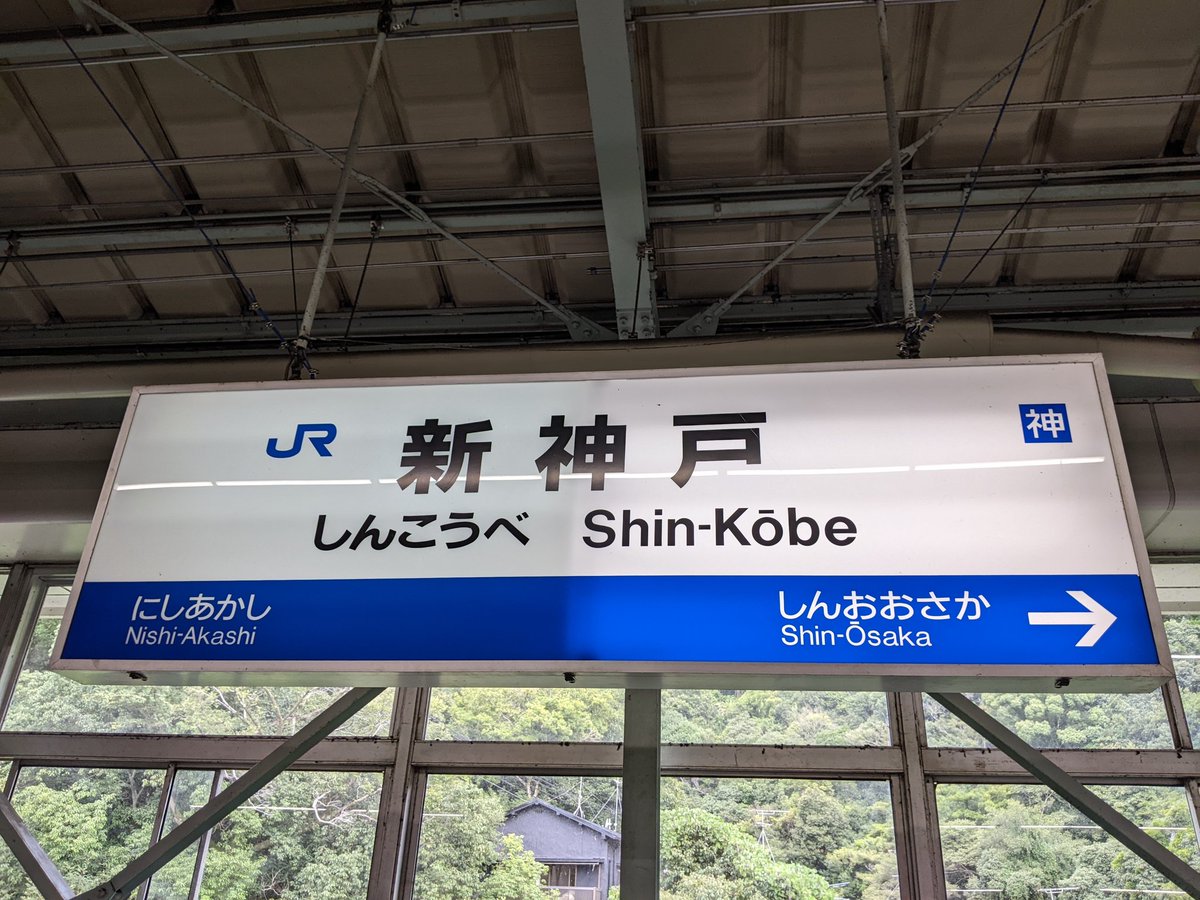 JR 新神戸 神
しんこうべ Shin-Kōbe
にしあかし
Nishi-Akashi
しんおおさか
Shin-Ōsaka